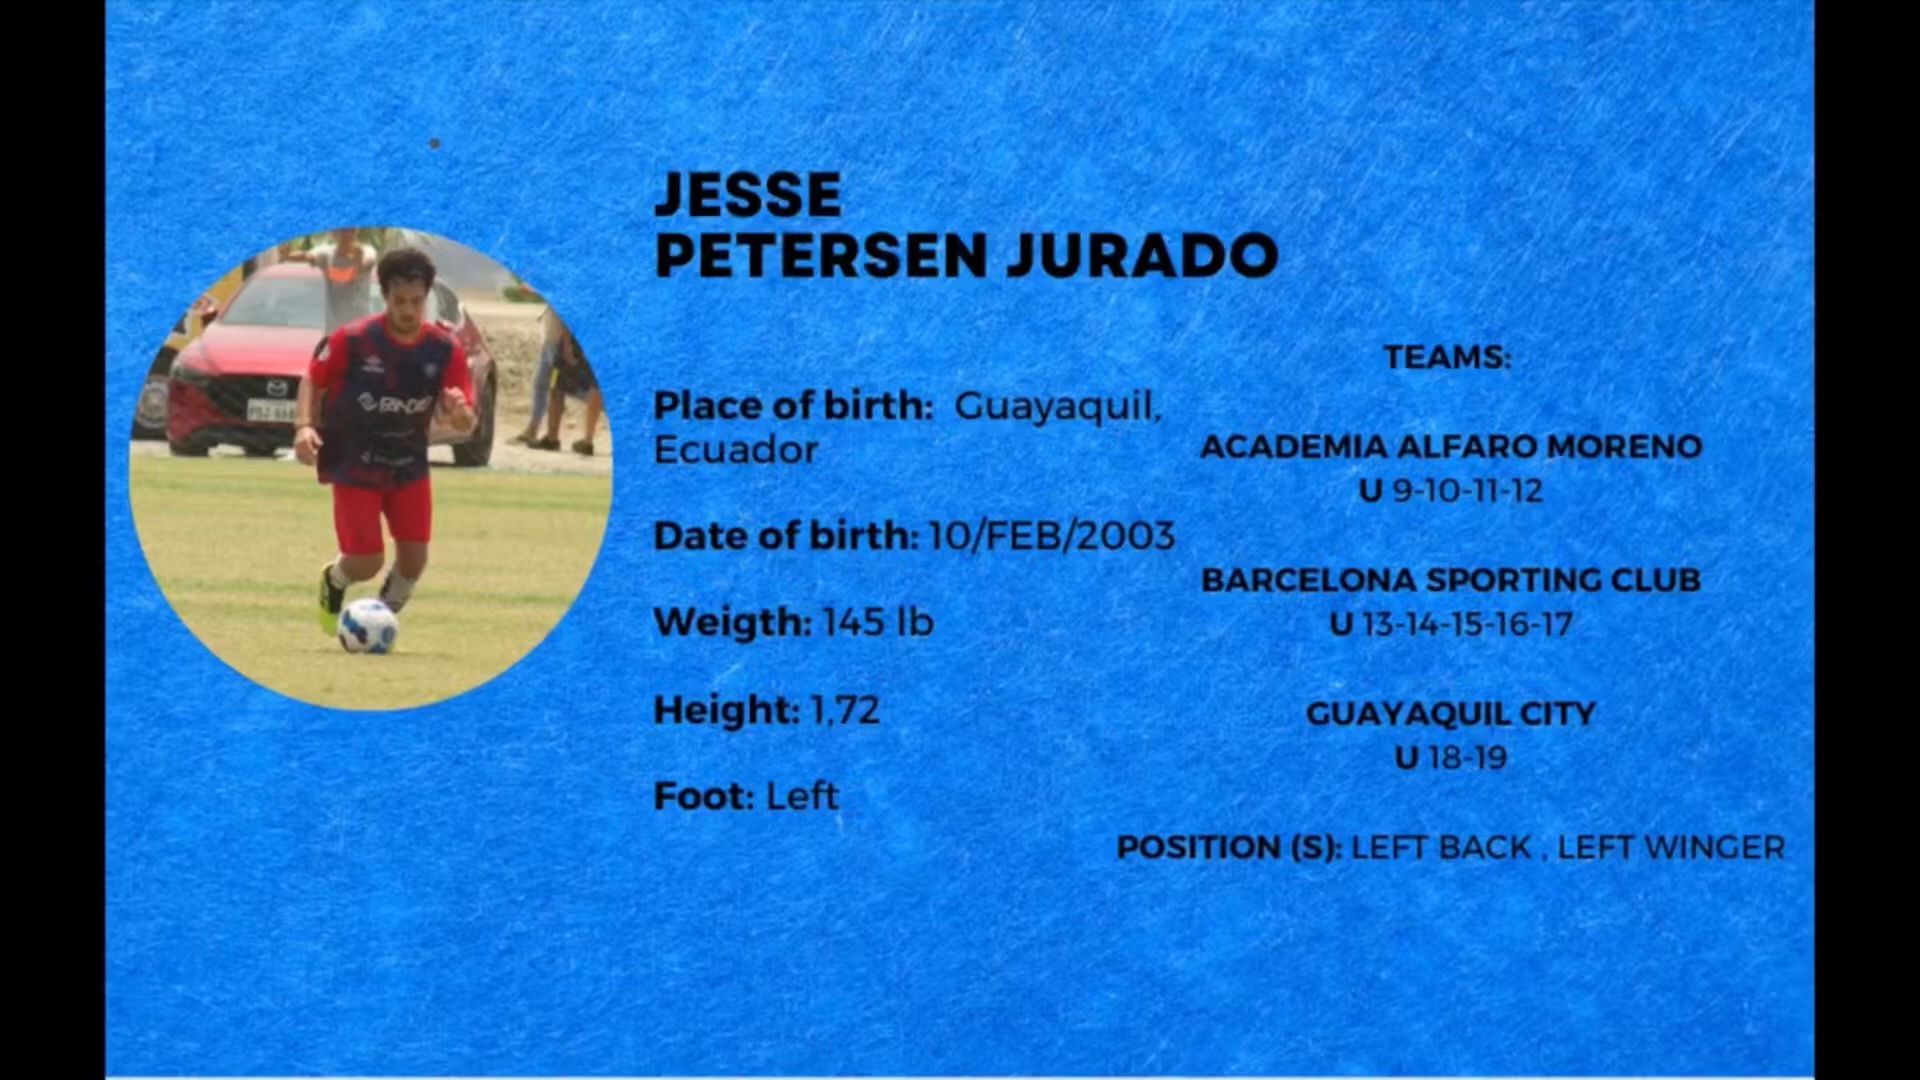 JESSE
PETERSEN JURADO
Place of birth: Guayaquil,
Ecuador
Date of birth: 10/FEB/2003
Weigth: 145 lb
Height: 1,72
Foot: Left
TEAMS:
ACADEMIA ALFARO MORENO
U 9-10-11-12
BARCELONA SPORTING CLUB
U 13-14-15-16-17
GUAYAQUIL CITY
U 18-19
POSITION (S): LEFT BACK , LEFT WINGER